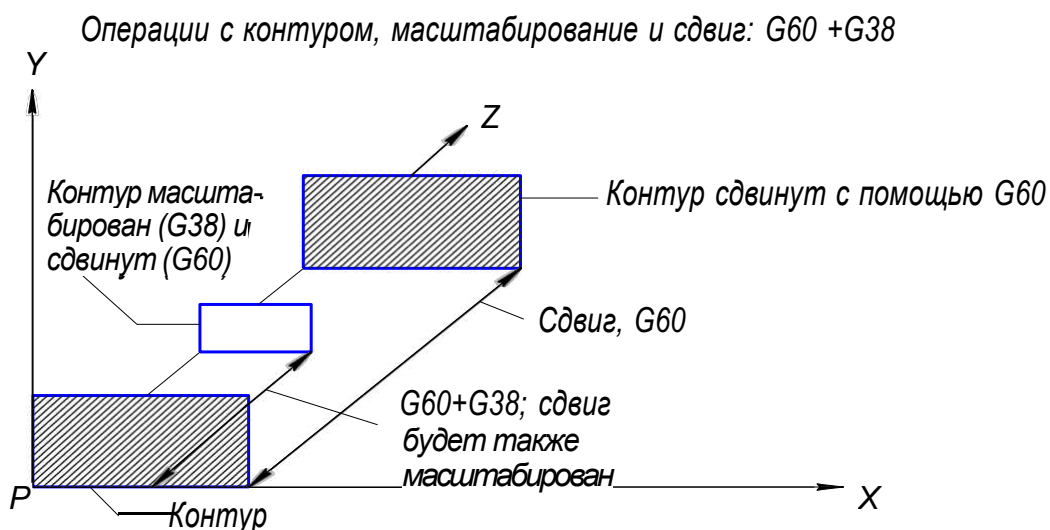 Операции с контуром, масштабирование и сдвиг: G60 +G38
Y
Z
Контур масшта-
бирован (G38) и
сдвинут (G60)
Контур сдвинут с помощью G60
Сдвиг, G60
G60+G38; сдвиг
будет также
масштабирован
P
X
Контур